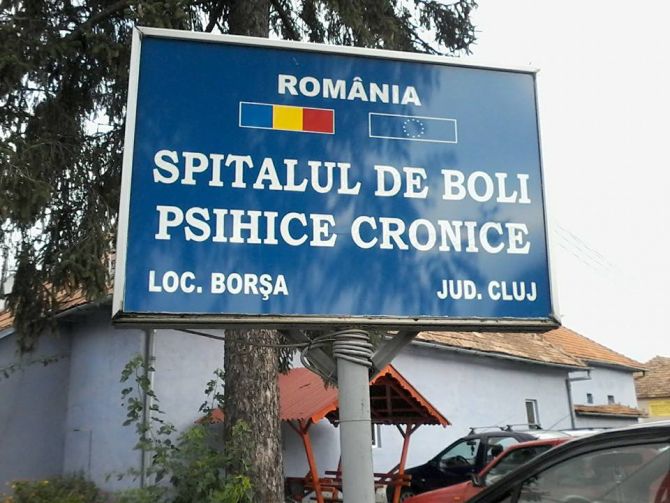 ROMÂNIA
SPITALUL DE BOLI
PSIHICE CRONICE
LOC. BORŞA JUD. CLUJ